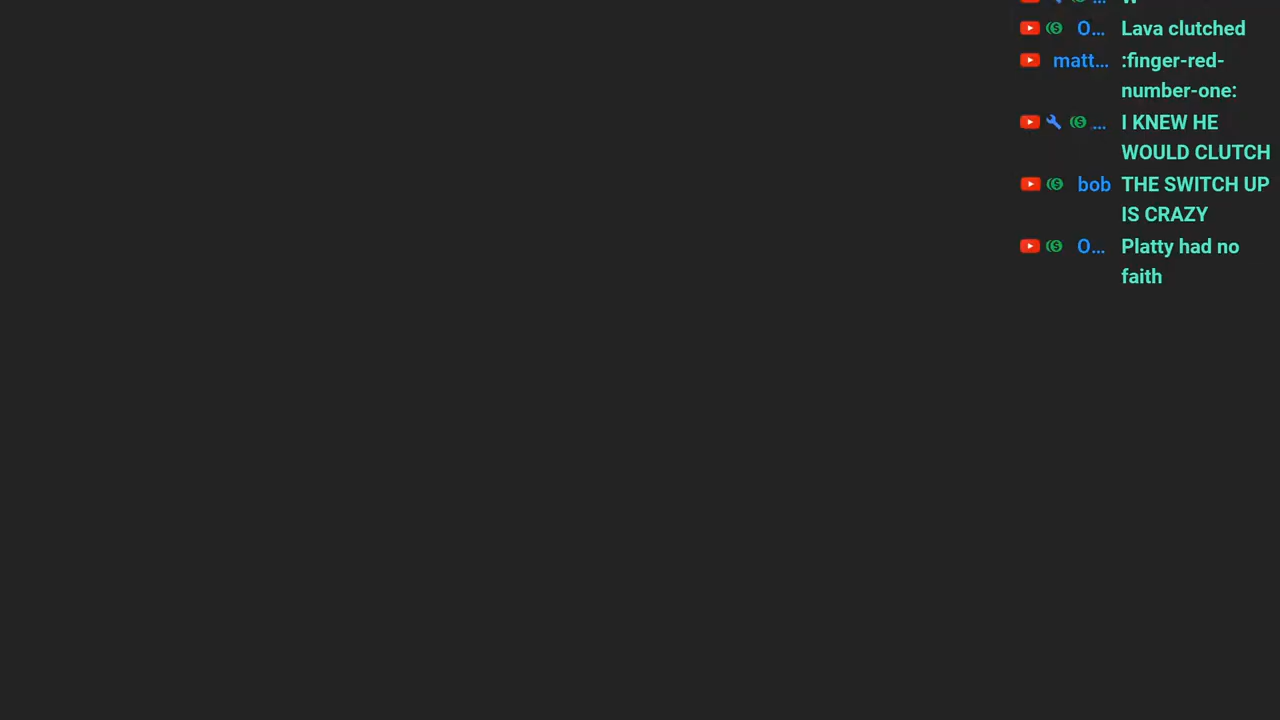 O... Lava clutched
matt... :finger-red-
number-one:
... I KNEW HE
WOULD CLUTCH
bob THE SWITCH UP
IS CRAZY
O... Platty had no
faith